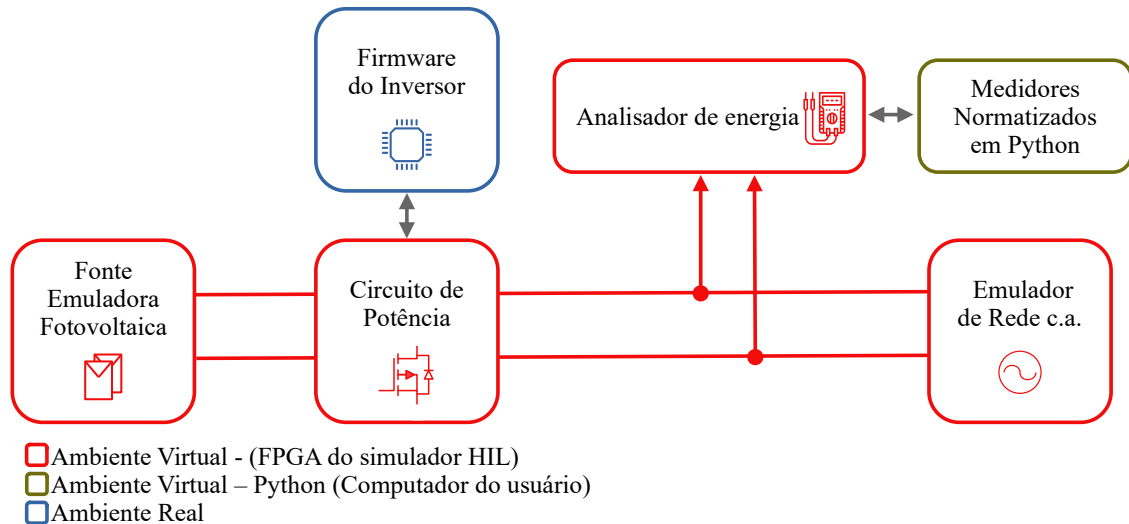 Firmware
do Inversor
Analisador de energia
Medidores
Normatizados
em Python
Fonte
Emuladora
Fotovoltaica
Circuito de
Potência
Emulador
de Rede c.a.
Ambiente Virtual - (FPGA do simulador HIL)
Ambiente Virtual – Python (Computador do usuário)
Ambiente Real